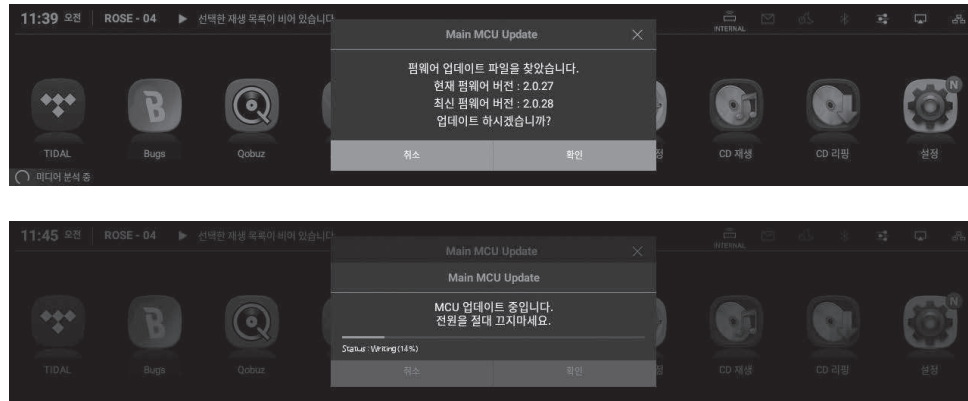 11:39 오전 ROSE - 04 ▶ 선택한 재생 목록이 비어 있습니다
INTERNAL
Main MCU Update
펌웨어 업데이트 파일을 찾았습니다.
현재 펌웨어 버전 : 2.0.27
최신 펌웨어 버전 : 2.0.28
업데이트 하시겠습니까?
취소 확인
N
TIDAL Bugs Qobuz 정 CD 재생 CD 리핑 설정
미디어 분석 중
11:45 오전 ROSE - 04 ▶ 선택한 재생 목록이 비어 있습니다
INTERNAL
Main MCU Update
Main MCU Update
MCU 업데이트 중입니다.
전원을 절대 끄지마세요.
Status : Writing (14%)
취소 확인
N
TIDAL Bugs Qobuz 정 CD 재생 CD 리핑 설정